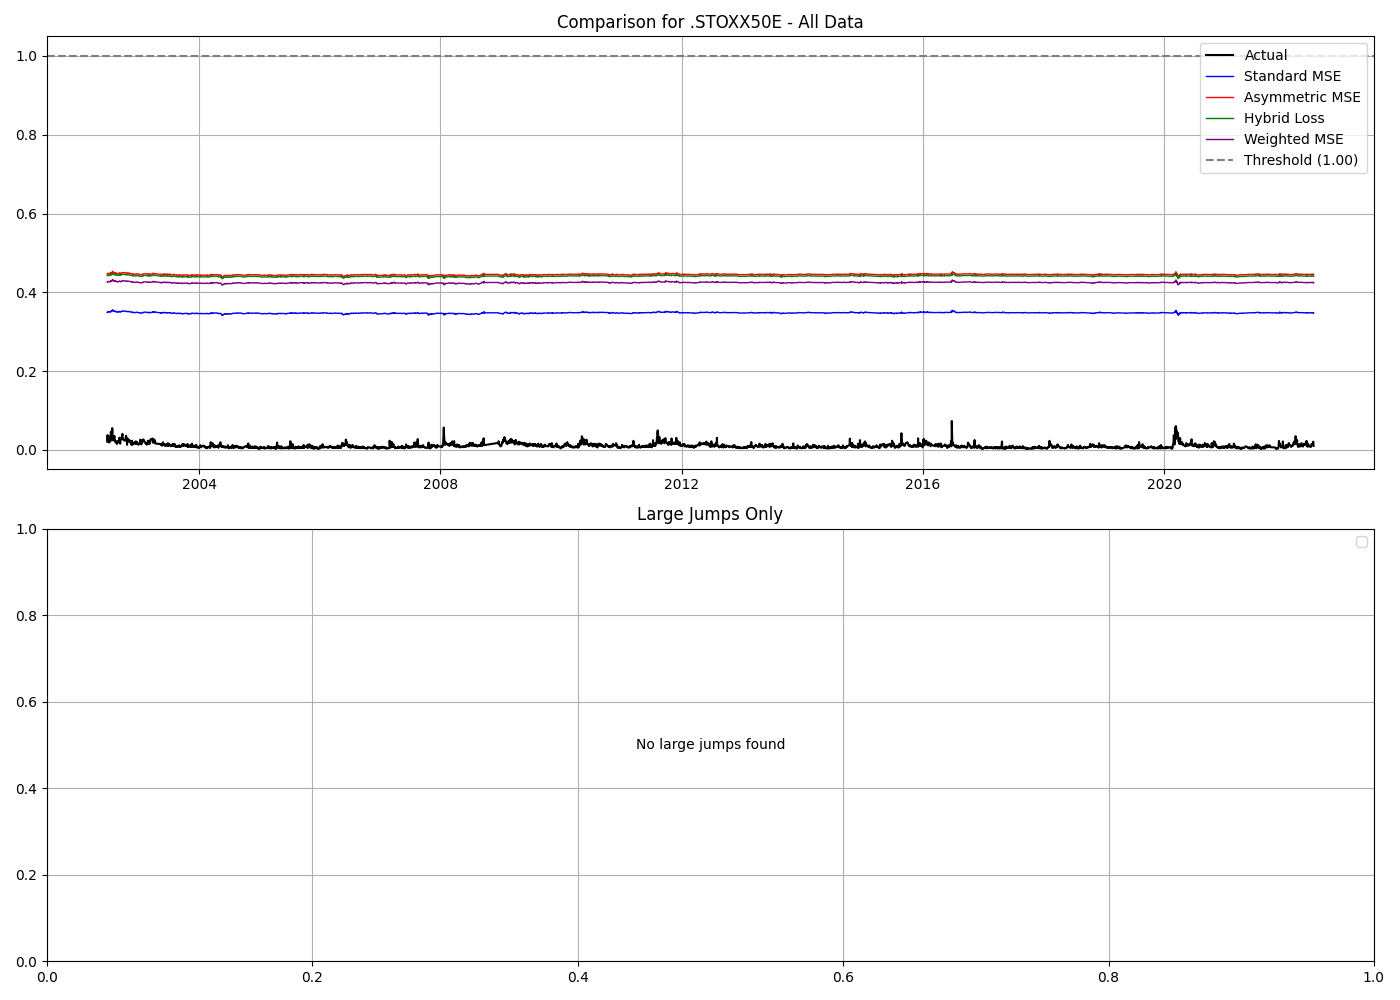 Comparison for .STOXX50E - All Data
1.0
0.8
0.6
0.4
0.2
0.0
Actual
Standard MSE
Asymmetric MSE
Hybrid Loss
Weighted MSE
Threshold (1.00)
2004 2008 2012 2016 2020
Large Jumps Only
1.0
0.8
0.6
0.4
0.2
0.0
No large jumps found
0.0 0.2 0.4 0.6 0.8 1.0